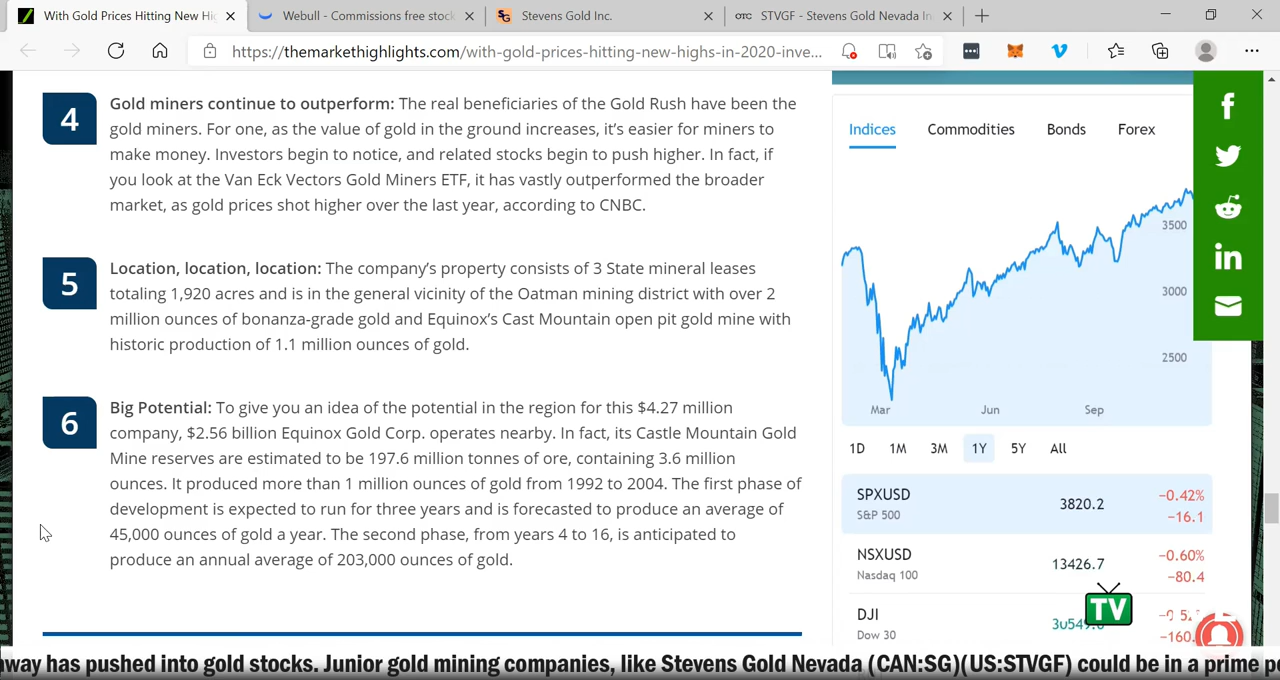 With Gold Prices Hitting New Hi
Webull - Commissions free stock
Stevens Gold Inc.
OTC STVGF - Stevens Gold Nevada In
https://themarkethighlights.com/with-gold-prices-hitting-new-highs-in-2020-inve...
4
Gold miners continue to outperform: The real beneficiaries of the Gold Rush have been the
gold miners. For one, as the value of gold in the ground increases, it's easier for miners to
make money. Investors begin to notice, and related stocks begin to push higher. In fact, if
you look at the Van Eck Vectors Gold Miners ETF, it has vastly outperformed the broader
market, as gold prices shot higher over the last year, according to CNBC.
5
Location, location, location: The company's property consists of 3 State mineral leases
totaling 1,920 acres and is in the general vicinity of the Oatman mining district with over 2
million ounces of bonanza-grade gold and Equinox's Cast Mountain open pit gold mine with
historic production of 1.1 million ounces of gold.
6
Big Potential: To give you an idea of the potential in the region for this $4.27 million
company, $2.56 billion Equinox Gold Corp. operates nearby. In fact, its Castle Mountain Gold
Mine reserves are estimated to be 197.6 million tonnes of ore, containing 3.6 million
ounces. It produced more than 1 million ounces of gold from 1992 to 2004. The first phase of
development is expected to run for three years and is forecasted to produce an average of
45,000 ounces of gold a year. The second phase, from years 4 to 16, is anticipated to
produce an annual average of 203,000 ounces of gold.
Indices Commodities Bonds Forex
3500
3000
2500
Mar Jun Sep
1D 1M 3M 1Y 5Y All
SPXUSD 3820.2 −0.42%
S&P 500 −16.1
NSXUSD 13426.7 −0.60%
Nasdaq 100 −80.4
DJI
Dow 30 −160.
TV
f
in
way has pushed into gold stocks. Junior gold mining companies, like Stevens Gold Nevada (CAN:SG)(US:STVGF) could be in a prime p